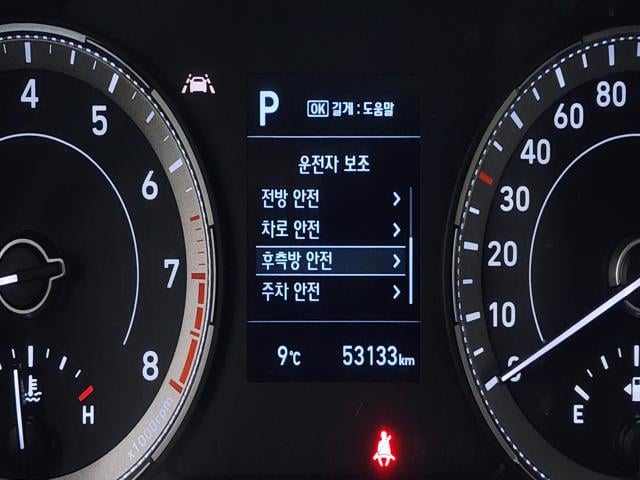 P
OK 길게 : 도움말
운전자 보조
전방 안전
차로 안전
후측방 안전
주차 안전
9℃
53133km
4
5
6
7
8
x1000rpm
H
80
60
40
30
20
10
0
E